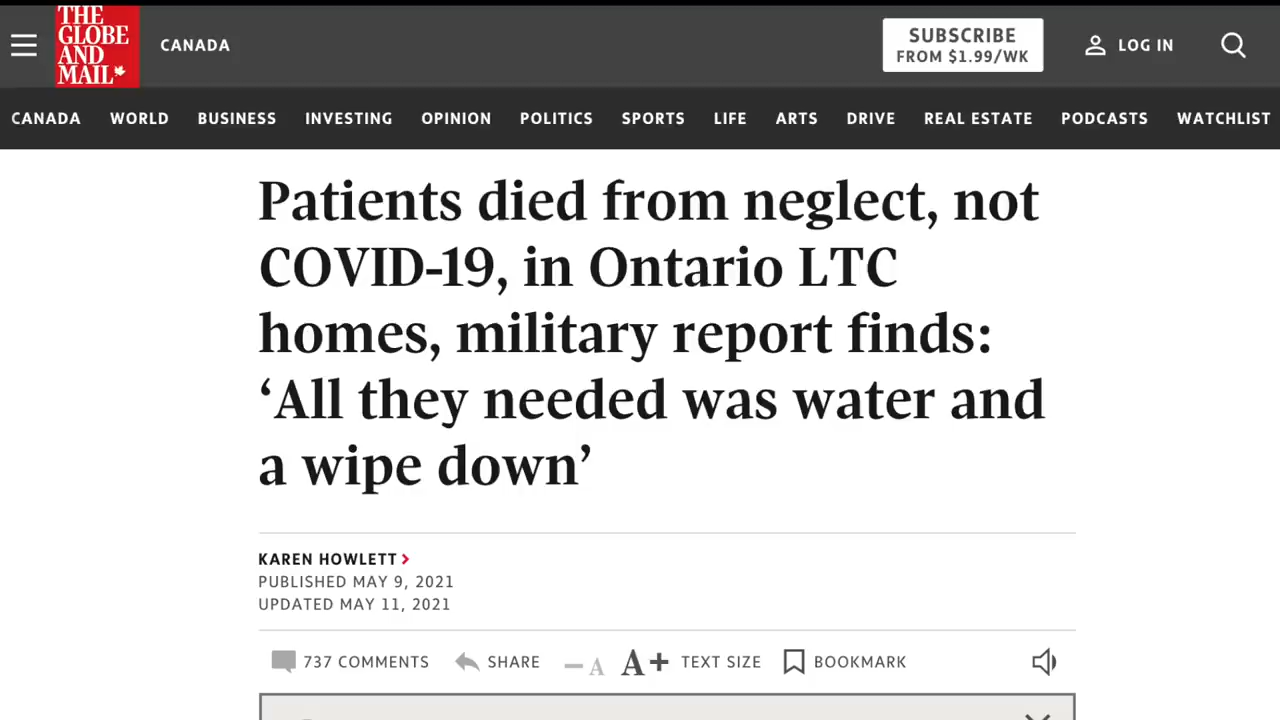 THE
GLOBE
AND
MAIL
CANADA
SUBSCRIBE
FROM $1.99/WK
LOG IN
CANADA WORLD BUSINESS INVESTING OPINION POLITICS SPORTS LIFE ARTS DRIVE REAL ESTATE PODCASTS WATCHLIST
Patients died from neglect, not
COVID-19, in Ontario LTC
homes, military report finds:
‘All they needed was water and
a wipe down’
KAREN HOWLETT
PUBLISHED MAY 9, 2021
UPDATED MAY 11, 2021
737 COMMENTS SHARE A A+ TEXT SIZE BOOKMARK